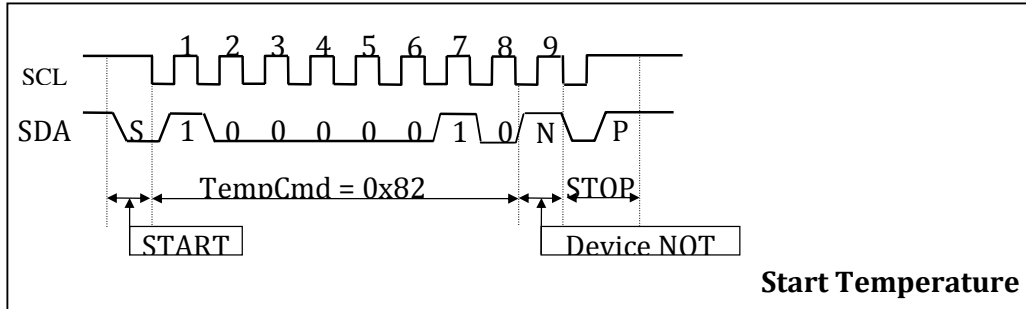 1 2 3 4 5 6 7 8 9
SCL
SDA S 1 0 0 0 0 0 1 0 N P
TempCmd = 0x82 STOP
START Device NOT
Start Temperature